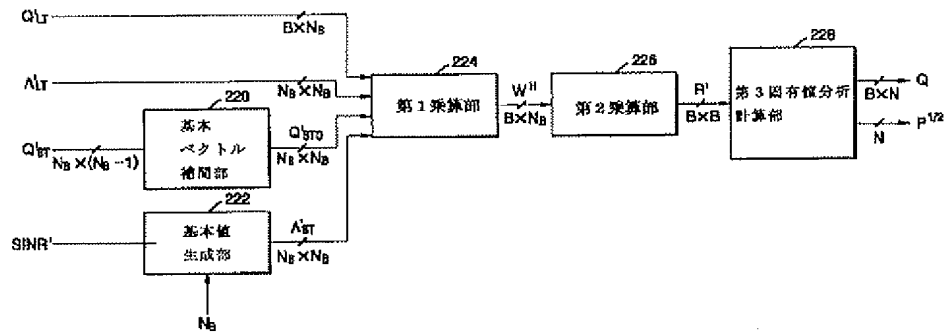 Q'LT
B×NB
Λ'LT
NB×NB
224
第1乗算部
W^H
B×NB
226
第2乗算部
R'
B×B
228
第3固有値分析
計算部
Q
B×N
P^1/2
N
220
基本
ベクトル
補間部
Q'BT
NB×(NB-1)
Q'BTO
NB×NB
222
基本値
生成部
SINR'
Λ'BT
NB×NB
NB